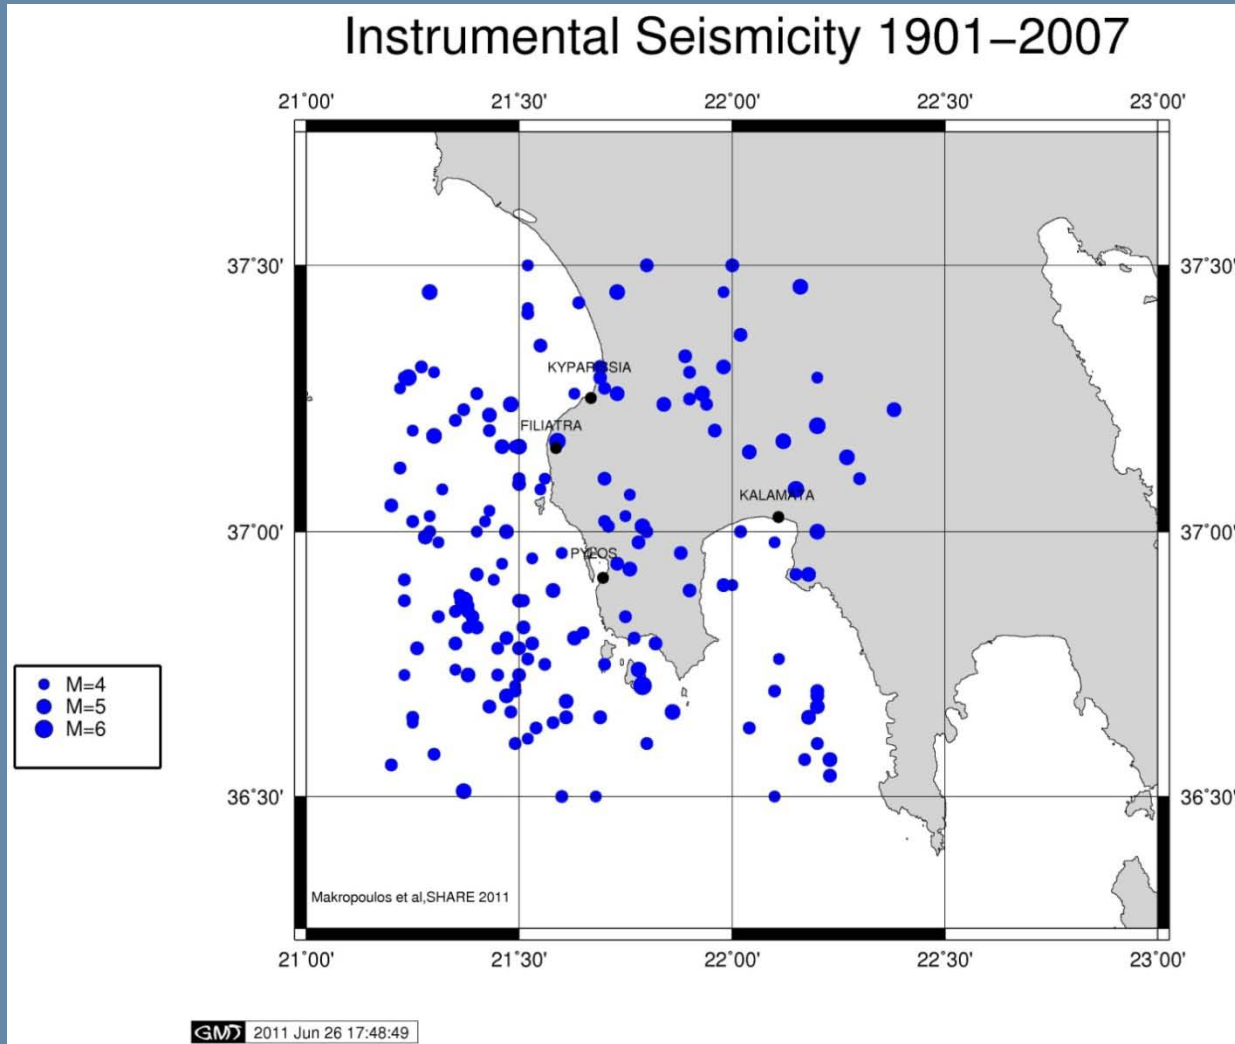 Instrumental Seismicity 1901−2007
21˚00' 21˚30' 22˚00' 22˚30' 23˚00'
37˚30' 37˚30'
KYPARISSIA
FILIATRA
KALAMATA
37˚00' 37˚00'
PYLOS
M=4
M=5
M=6
36˚30' 36˚30'
Makropoulos et al,SHARE 2011
21˚00' 21˚30' 22˚00' 22˚30' 23˚00'
GMT 2011 Jun 26 17:48:49